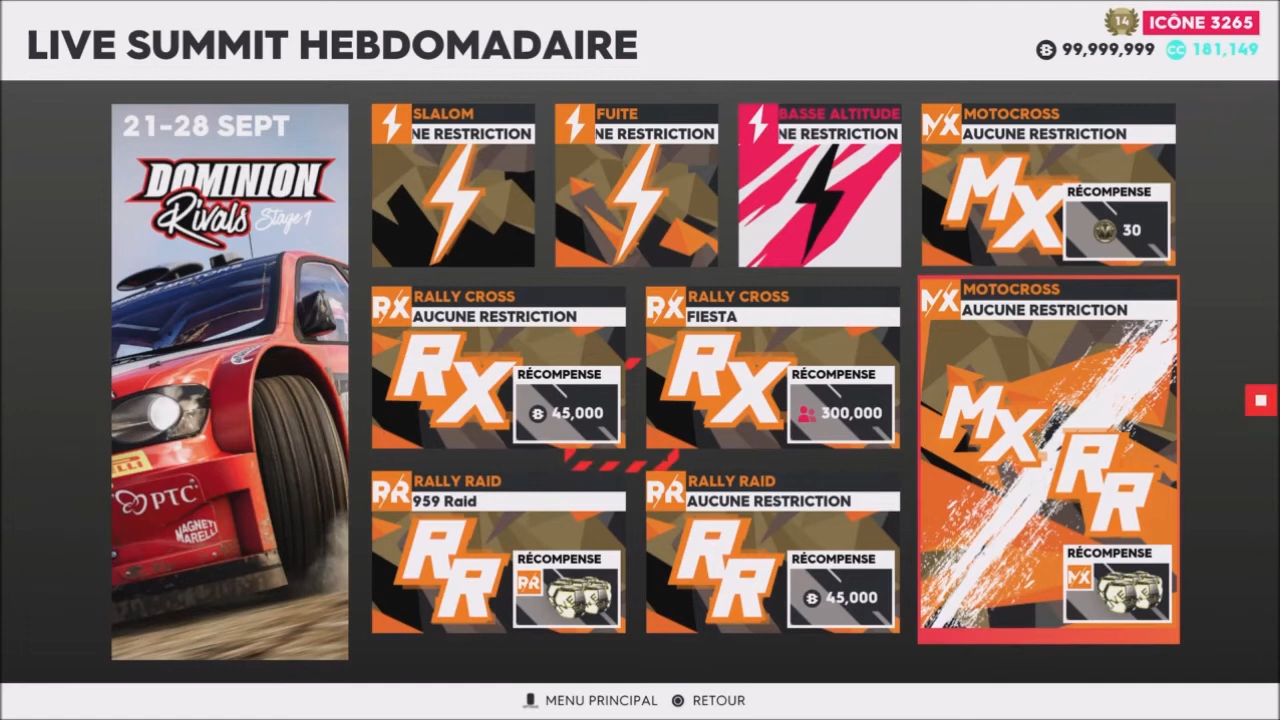 LIVE SUMMIT HEBDOMADAIRE
14 ICÔNE 3265
99,999,999 CC 181,149
21-28 SEPT
DOMINION
Rivals Stage 1
MOTORS
PIRELLI
PTC
MAGNETI
MARELLI
SLALOM
NE RESTRICTION
FUITE
NE RESTRICTION
BASSE ALTITUDE
NE RESTRICTION
MX MOTOCROSS
AUCUNE RESTRICTION
MX
RÉCOMPENSE
30
RX RALLY CROSS
AUCUNE RESTRICTION
RX
RÉCOMPENSE
45,000
RX RALLY CROSS
FIESTA
RX
RÉCOMPENSE
300,000
MX MOTOCROSS
AUCUNE RESTRICTION
MX
RR
RÉCOMPENSE
MX
RR RALLY RAID
959 Raid
RR
RÉCOMPENSE
RR
RR RALLY RAID
AUCUNE RESTRICTION
RR
RÉCOMPENSE
45,000
MENU PRINCIPAL RETOUR